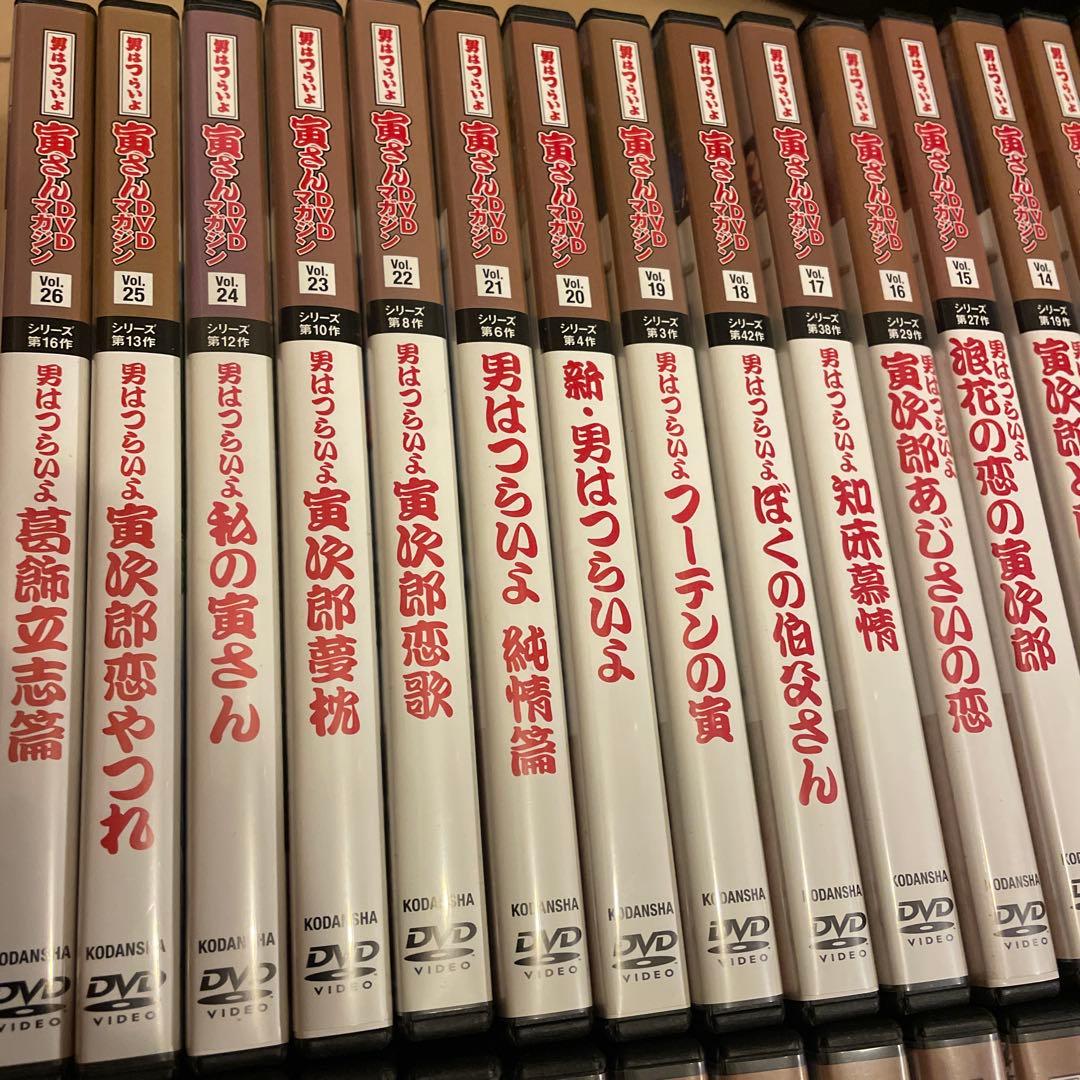 男はつらいよ
寅さんDVDマガジン
Vol. 26
シリーズ 第16作
男はつらいよ 葛飾立志篇
KODANSHA
DVD VIDEO
男はつらいよ
寅さんDVDマガジン
Vol. 25
シリーズ 第13作
男はつらいよ 寅次郎恋やつれ
KODANSHA
DVD VIDEO
男はつらいよ
寅さんDVDマガジン
Vol. 24
シリーズ 第12作
男はつらいよ 私の寅さん
KODANSHA
DVD VIDEO
男はつらいよ
寅さんDVDマガジン
Vol. 23
シリーズ 第10作
男はつらいよ 寅次郎夢枕
KODANSHA
DVD VIDEO
男はつらいよ
寅さんDVDマガジン
Vol. 22
シリーズ 第8作
男はつらいよ 寅次郎恋歌
KODANSHA
DVD VIDEO
男はつらいよ
寅さんDVDマガジン
Vol. 21
シリーズ 第6作
男はつらいよ 純情篇
KODANSHA
DVD VIDEO
男はつらいよ
寅さんDVDマガジン
Vol. 20
シリーズ 第4作
新・男はつらいよ
KODANSHA
DVD VIDEO
男はつらいよ
寅さんDVDマガジン
Vol. 19
シリーズ 第3作
男はつらいよ フーテンの寅
KODANSHA
DVD VIDEO
男はつらいよ
寅さんDVDマガジン
Vol. 18
シリーズ 第42作
男はつらいよ ぼくの伯父さん
KODANSHA
DVD VIDEO
男はつらいよ
寅さんDVDマガジン
Vol. 17
シリーズ 第38作
男はつらいよ 知床慕情
KODANSHA
DVD VIDEO
男はつらいよ
寅さんDVDマガジン
Vol. 16
シリーズ 第29作
男はつらいよ 寅次郎あじさいの恋
KODANSHA
DVD VIDEO
男はつらいよ
寅さんDVDマガジン
Vol. 15
シリーズ 第27作
男はつらいよ 浪花の恋の寅次郎
KODANSHA
DVD VIDEO
男はつらいよ
寅さんDVDマガジン
Vol. 14
シリーズ 第19作
寅次郎と